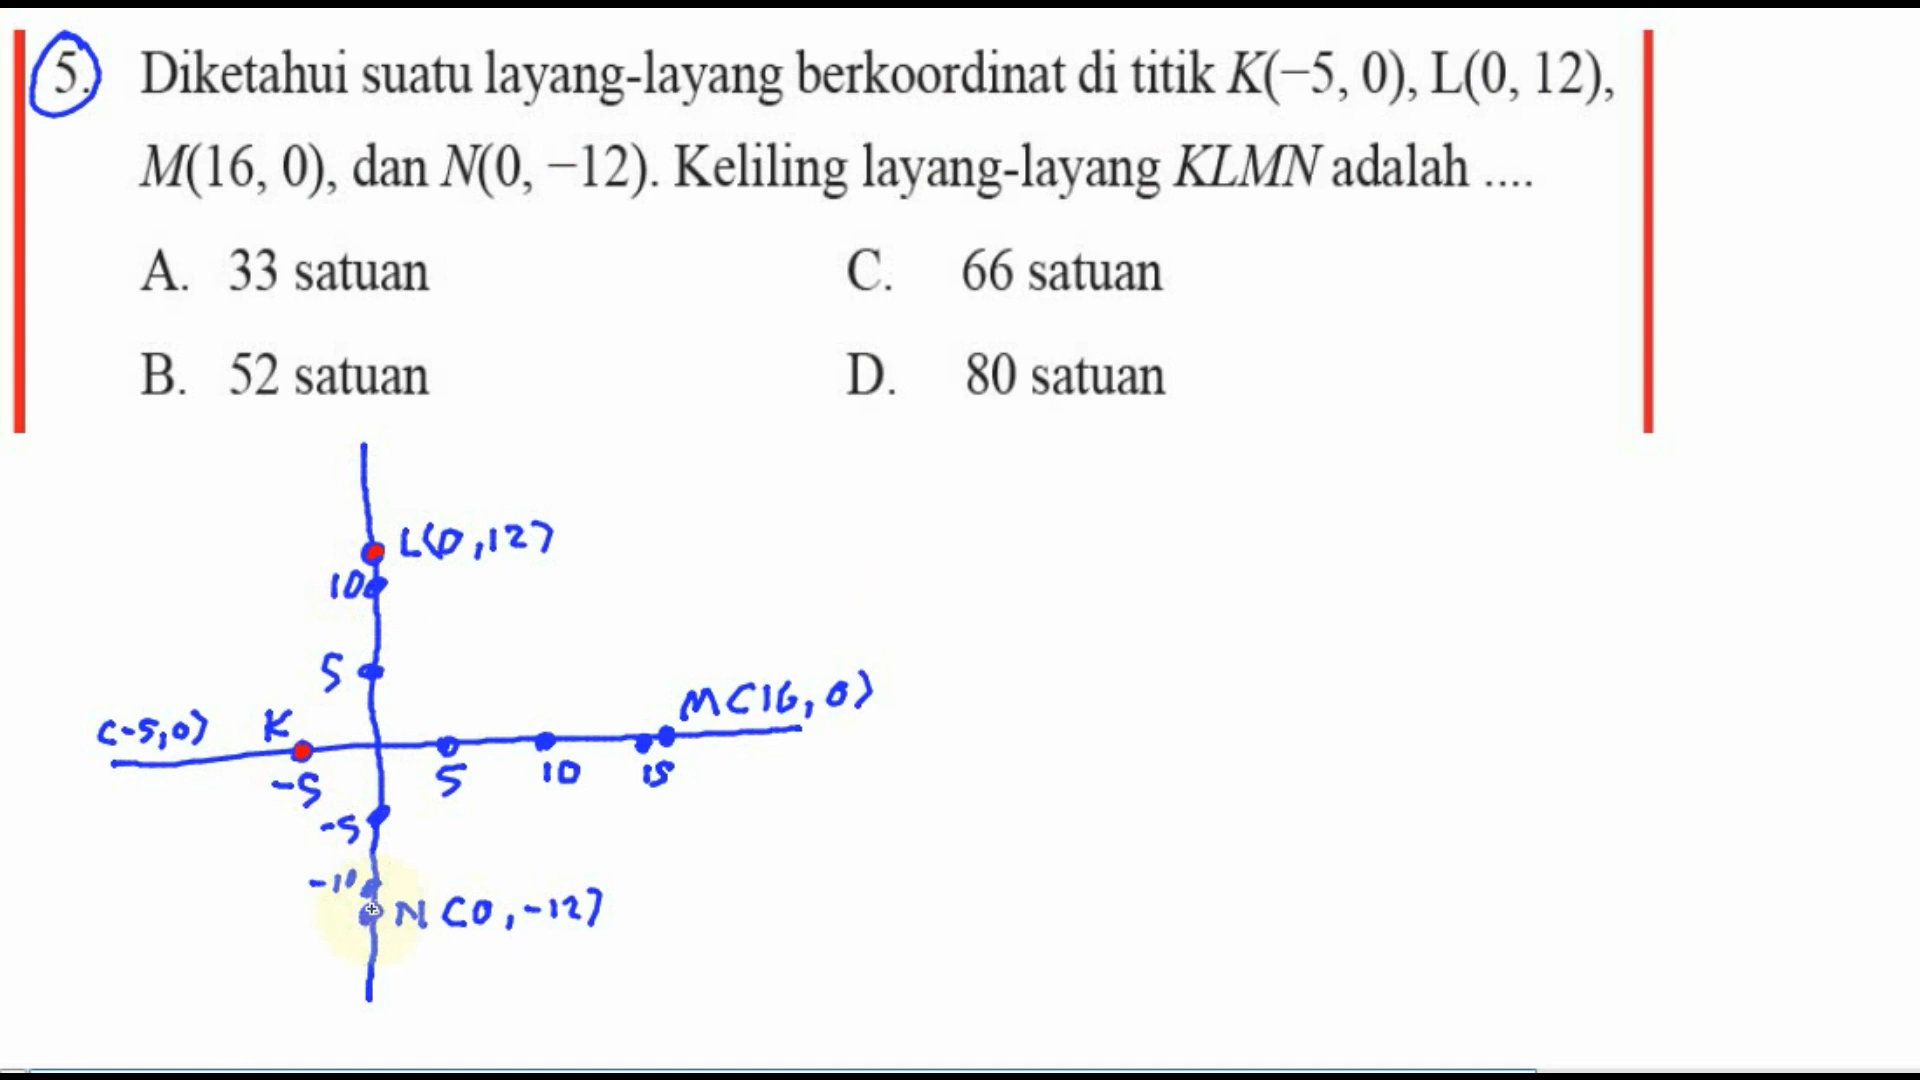 5. Diketahui suatu layang-layang berkoordinat di titik K(−5, 0), L(0, 12),
M(16, 0), dan N(0, −12). Keliling layang-layang KLMN adalah ....
A. 33 satuan C. 66 satuan
B. 52 satuan D. 80 satuan
L(0,12)
10
5
M(16,0)
(-5,0) K
-5 5 10 15
-5
-10
N(0,-12)